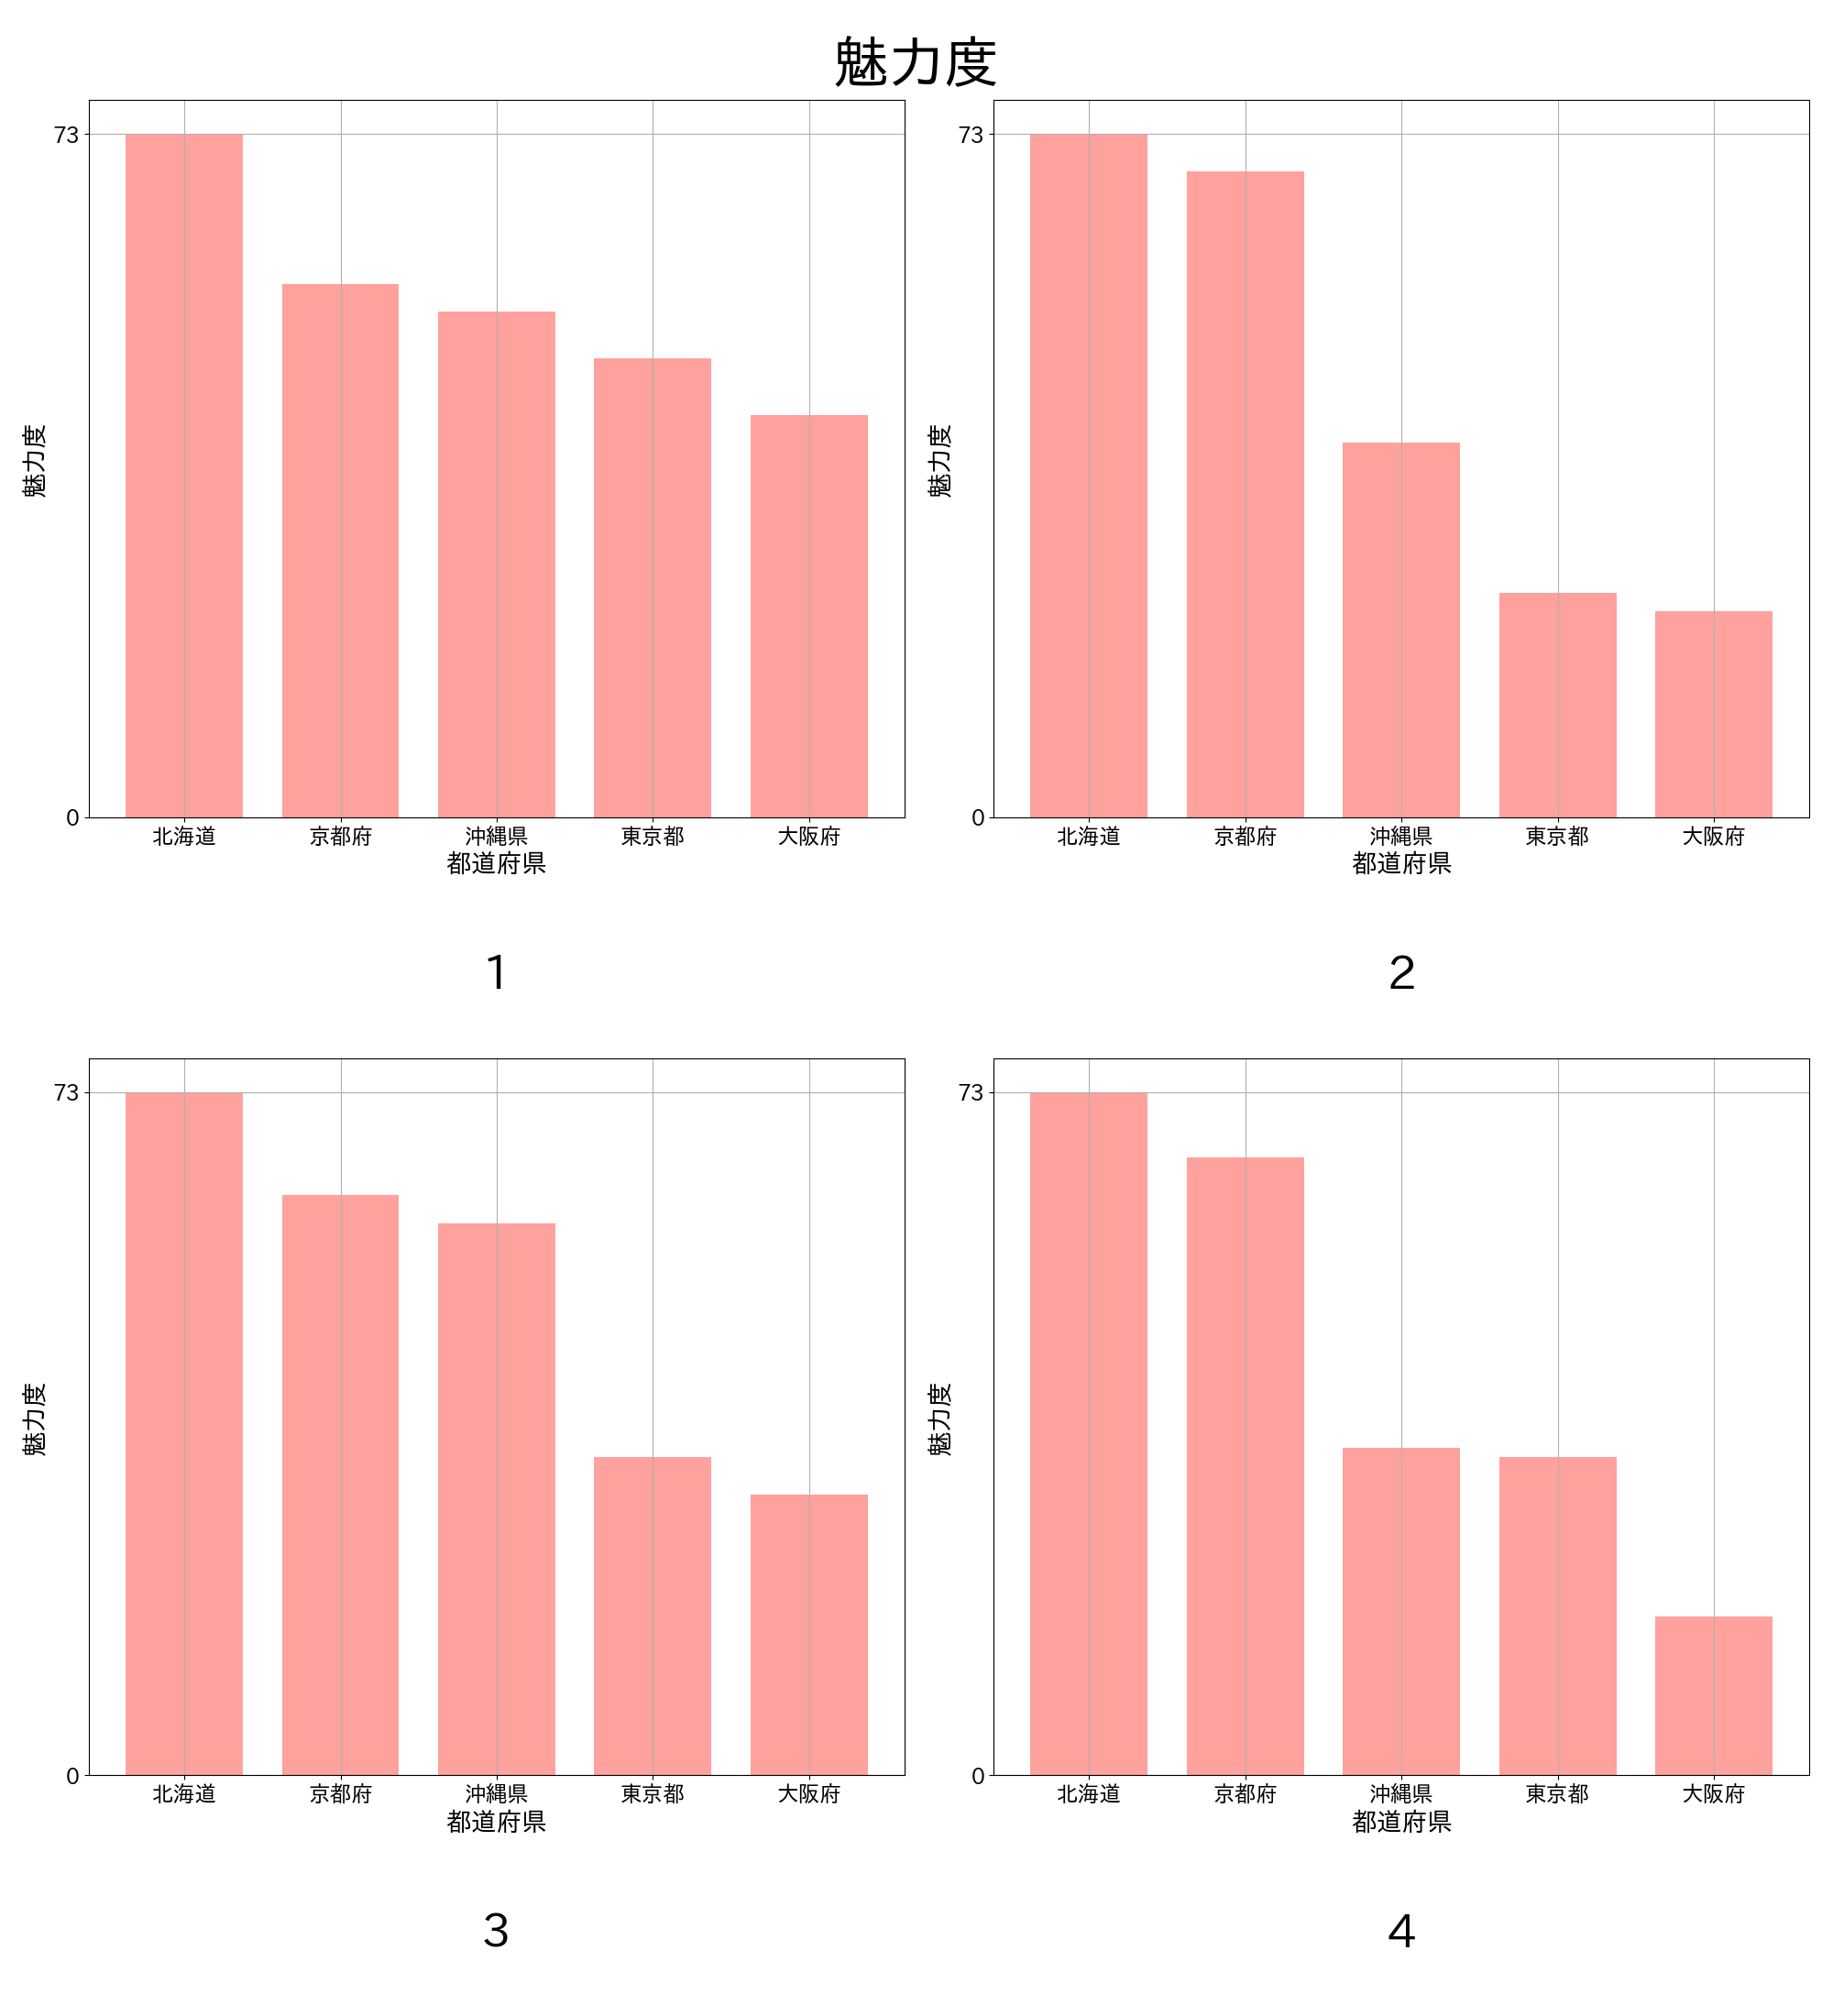 魅力度
73
0
魅力度
北海道 京都府 沖縄県 東京都 大阪府
都道府県
1
73
0
魅力度
北海道 京都府 沖縄県 東京都 大阪府
都道府県
2
73
0
魅力度
北海道 京都府 沖縄県 東京都 大阪府
都道府県
3
73
0
魅力度
北海道 京都府 沖縄県 東京都 大阪府
都道府県
4